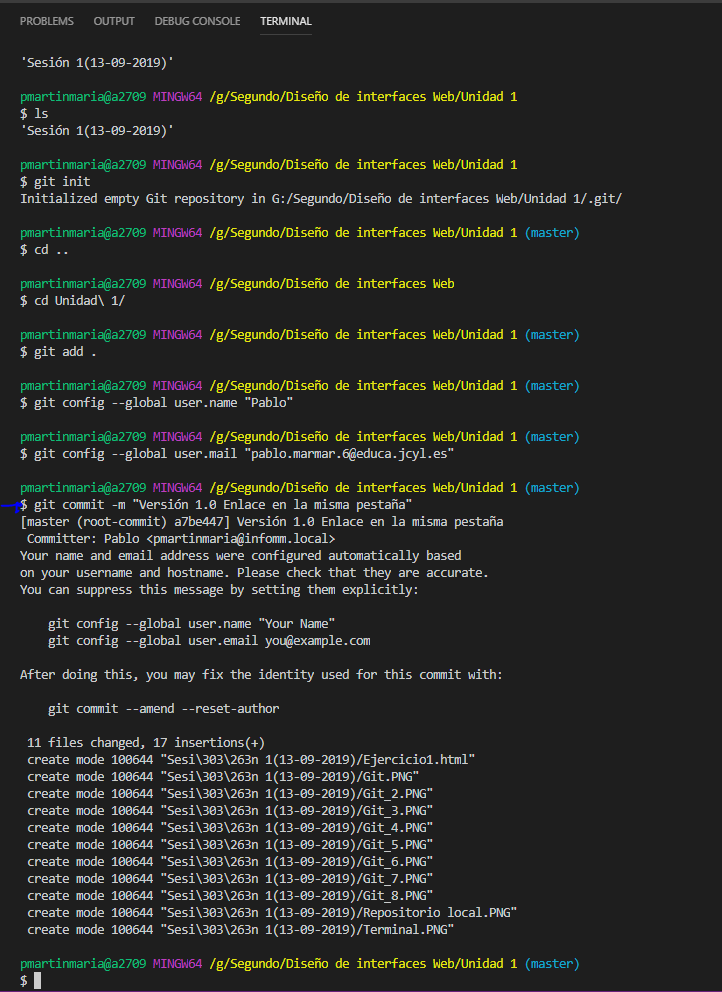 PROBLEMS OUTPUT DEBUG CONSOLE TERMINAL
'Sesión 1(13-09-2019)'
pmartinmaria@a2709 MINGW64 /g/Segundo/Diseño de interfaces Web/Unidad 1
$ ls
'Sesión 1(13-09-2019)'
pmartinmaria@a2709 MINGW64 /g/Segundo/Diseño de interfaces Web/Unidad 1
$ git init
Initialized empty Git repository in G:/Segundo/Diseño de interfaces Web/Unidad 1/.git/
pmartinmaria@a2709 MINGW64 /g/Segundo/Diseño de interfaces Web/Unidad 1 (master)
$ cd ..
pmartinmaria@a2709 MINGW64 /g/Segundo/Diseño de interfaces Web
$ cd Unidad\ 1/
pmartinmaria@a2709 MINGW64 /g/Segundo/Diseño de interfaces Web/Unidad 1 (master)
$ git add .
pmartinmaria@a2709 MINGW64 /g/Segundo/Diseño de interfaces Web/Unidad 1 (master)
$ git config --global user.name "Pablo"
pmartinmaria@a2709 MINGW64 /g/Segundo/Diseño de interfaces Web/Unidad 1 (master)
$ git config --global user.mail "pablo.marmar.6@educa.jcyl.es"
pmartinmaria@a2709 MINGW64 /g/Segundo/Diseño de interfaces Web/Unidad 1 (master)
$ git commit -m "Versión 1.0 Enlace en la misma pestaña"
[master (root-commit) a7be447] Versión 1.0 Enlace en la misma pestaña
Committer: Pablo <pmartinmaria@informm.local>
Your name and email address were configured automatically based
on your username and hostname. Please check that they are accurate.
You can suppress this message by setting them explicitly:
git config --global user.name "Your Name"
git config --global user.email you@example.com
After doing this, you may fix the identity used for this commit with:
git commit --amend --reset-author
11 files changed, 17 insertions(+)
create mode 100644 "Sesi\303\263n 1(13-09-2019)/Ejercicio1.html"
create mode 100644 "Sesi\303\263n 1(13-09-2019)/Git.PNG"
create mode 100644 "Sesi\303\263n 1(13-09-2019)/Git_2.PNG"
create mode 100644 "Sesi\303\263n 1(13-09-2019)/Git_3.PNG"
create mode 100644 "Sesi\303\263n 1(13-09-2019)/Git_4.PNG"
create mode 100644 "Sesi\303\263n 1(13-09-2019)/Git_5.PNG"
create mode 100644 "Sesi\303\263n 1(13-09-2019)/Git_6.PNG"
create mode 100644 "Sesi\303\263n 1(13-09-2019)/Git_7.PNG"
create mode 100644 "Sesi\303\263n 1(13-09-2019)/Git_8.PNG"
create mode 100644 "Sesi\303\263n 1(13-09-2019)/Repositorio local.PNG"
create mode 100644 "Sesi\303\263n 1(13-09-2019)/Terminal.PNG"
pmartinmaria@a2709 MINGW64 /g/Segundo/Diseño de interfaces Web/Unidad 1 (master)
$